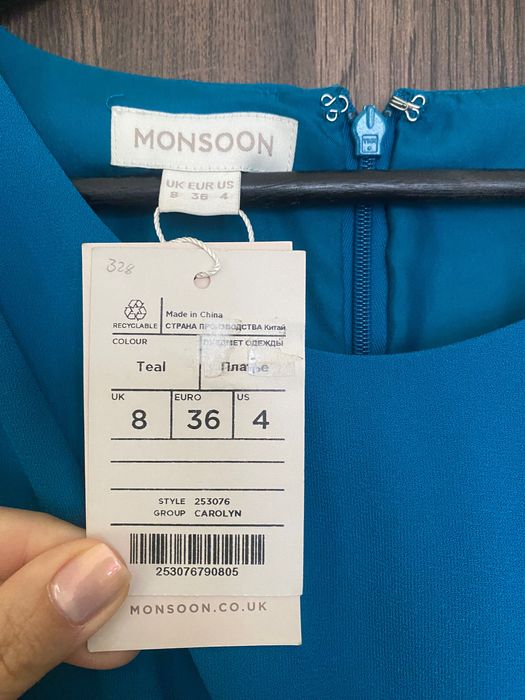 MONSOON
UK EUR US
8 36 4
328
RECYCLABLE
Made in China
СТРАНА ПРОИЗВОДСТВА Китай
COLOUR
ПРЕДМЕТ ОДЕЖДЫ
Teal
Платье
UK
8
EURO
36
US
4
STYLE 253076
GROUP CAROLYN
253076790805
MONSOON.CO.UK